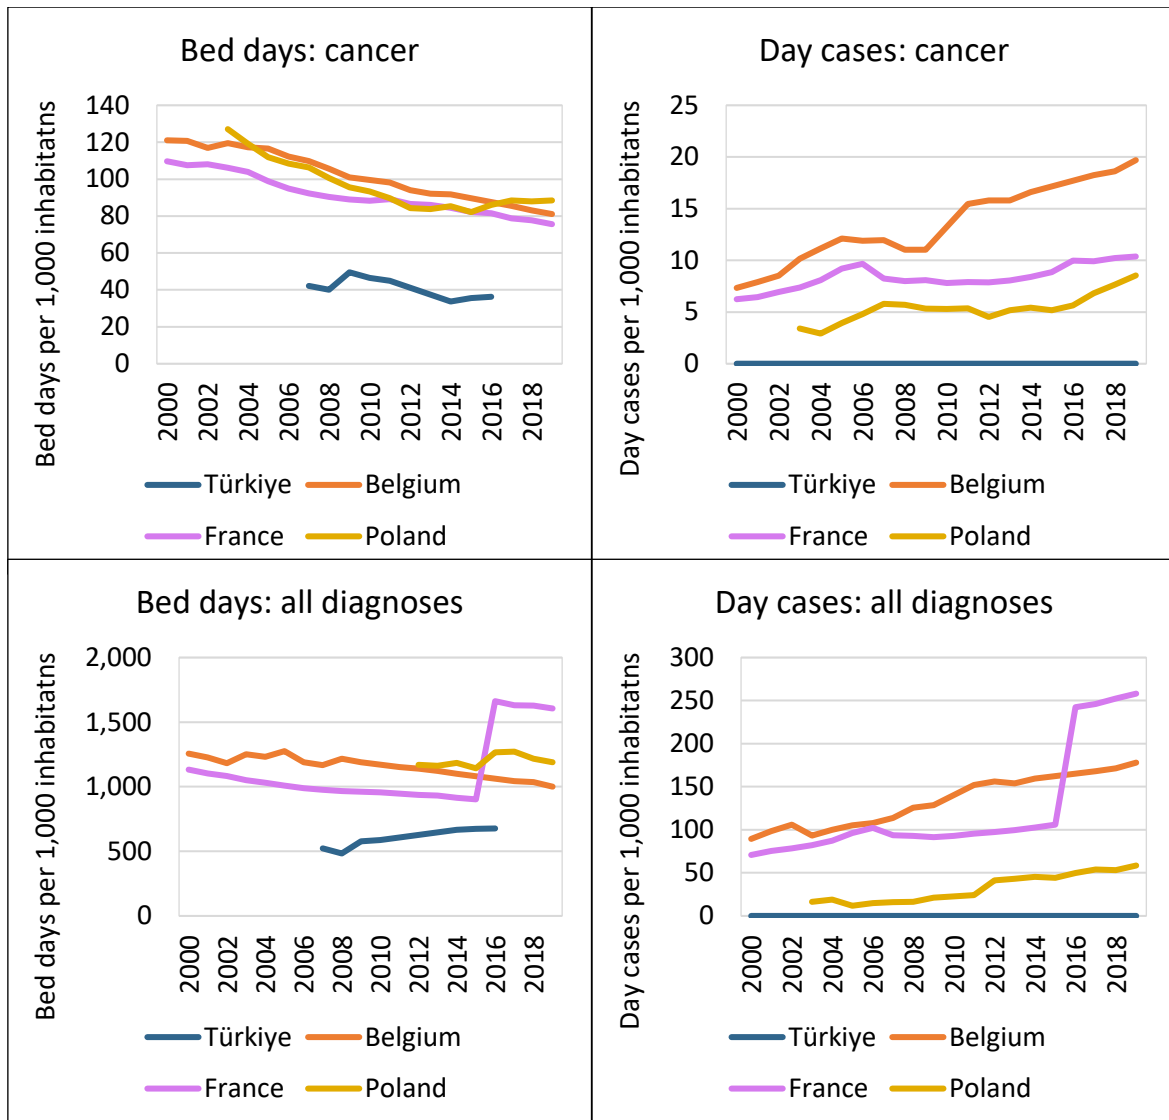 Bed days: cancer
Bed days per 1,000 inhabitatns
140
120
100
80
60
40
20
0
2000
2002
2004
2006
2008
2010
2012
2014
2016
2018
Türkiye
Belgium
France
Poland
Day cases: cancer
Day cases per 1,000 inhabitatns
25
20
15
10
5
0
2000
2002
2004
2006
2008
2010
2012
2014
2016
2018
Türkiye
Belgium
France
Poland
Bed days: all diagnoses
Bed days per 1,000 inhabitatns
2,000
1,500
1,000
500
0
2000
2002
2004
2006
2008
2010
2012
2014
2016
2018
Türkiye
Belgium
France
Poland
Day cases: all diagnoses
Day cases per 1,000 inhabitatns
300
250
200
150
100
50
0
2000
2002
2004
2006
2008
2010
2012
2014
2016
2018
Türkiye
Belgium
France
Poland